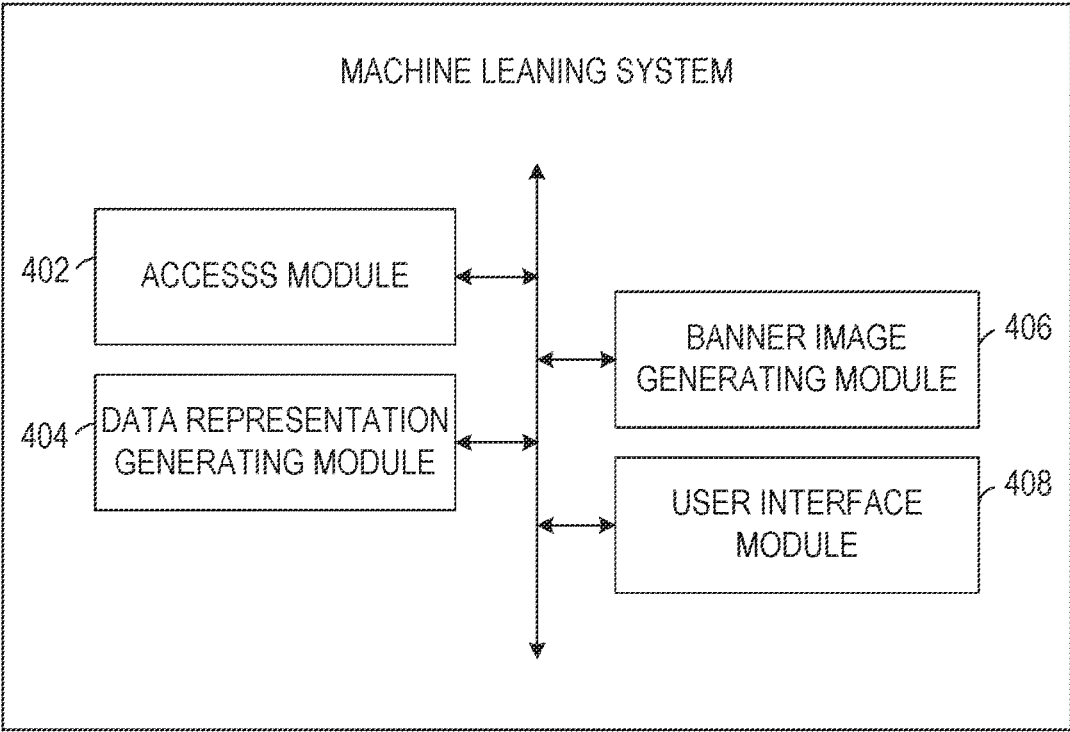 MACHINE LEANING SYSTEM
402
ACCESSS MODULE
404
DATA REPRESENTATION
GENERATING MODULE
BANNER IMAGE
GENERATING MODULE
406
USER INTERFACE
MODULE
408